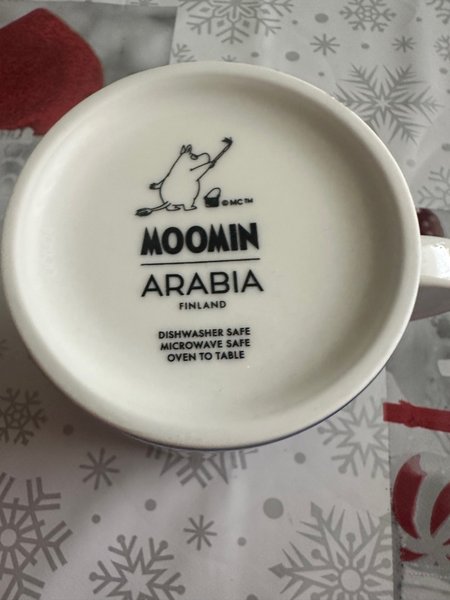 © MC™
MOOMIN
ARABIA
FINLAND
DISHWASHER SAFE
MICROWAVE SAFE
OVEN TO TABLE